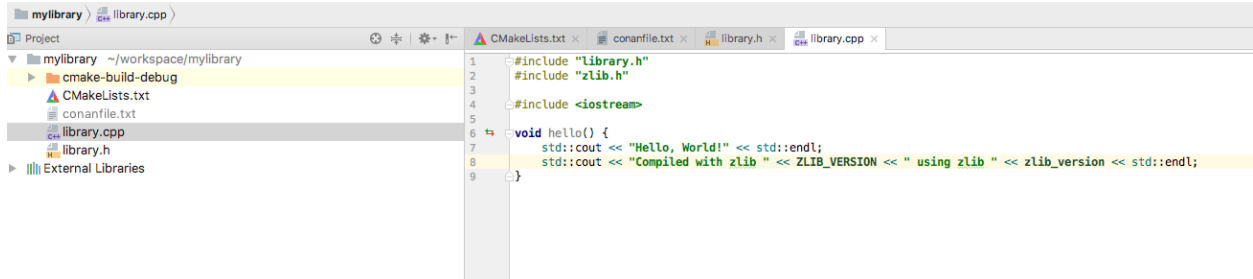 mylibrary library.cpp
Project
CMakeLists.txt conanfile.txt library.h library.cpp
mylibrary ~/workspace/mylibrary
cmake-build-debug
CMakeLists.txt
conanfile.txt
library.cpp
library.h
External Libraries
1 #include "library.h"
2 #include "zlib.h"
3
4 #include <iostream>
5
6 void hello() {
7 std::cout << "Hello, World!" << std::endl;
8 std::cout << "Compiled with zlib " << ZLIB_VERSION << " using zlib " << zlib_version << std::endl;
9 }